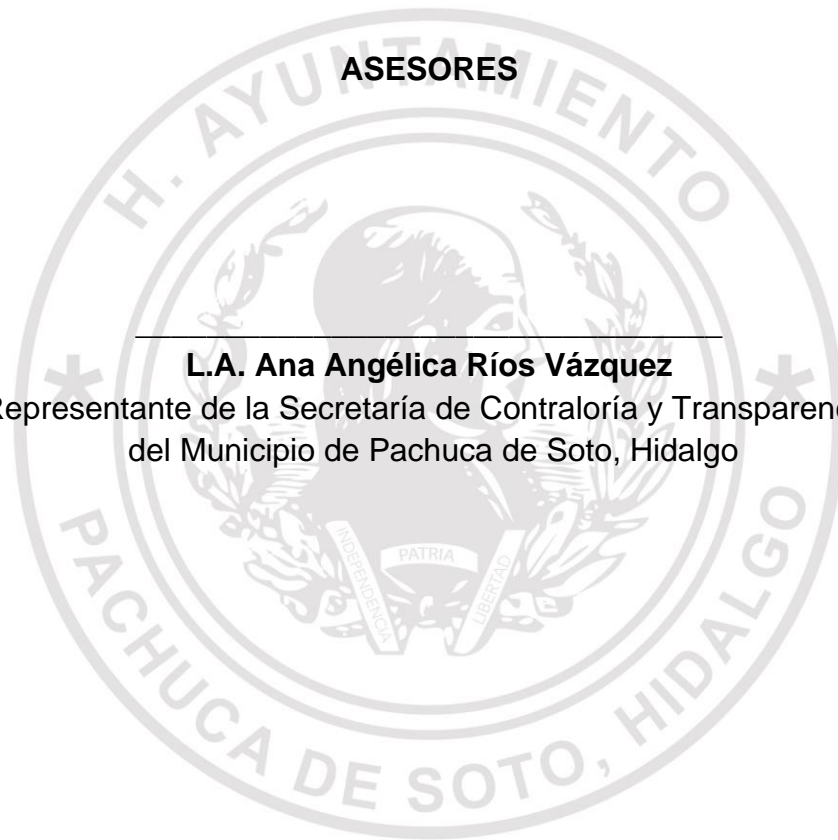 ASESORES
L.A. Ana Angélica Ríos Vázquez
Representante de la Secretaría de Contraloría y Transparenc
del Municipio de Pachuca de Soto, Hidalgo
H. AYUNTAMIENTO
PACHUCA DE SOTO, HIDALGO
INDEPENDENCIA
PATRIA
LIBERTAD